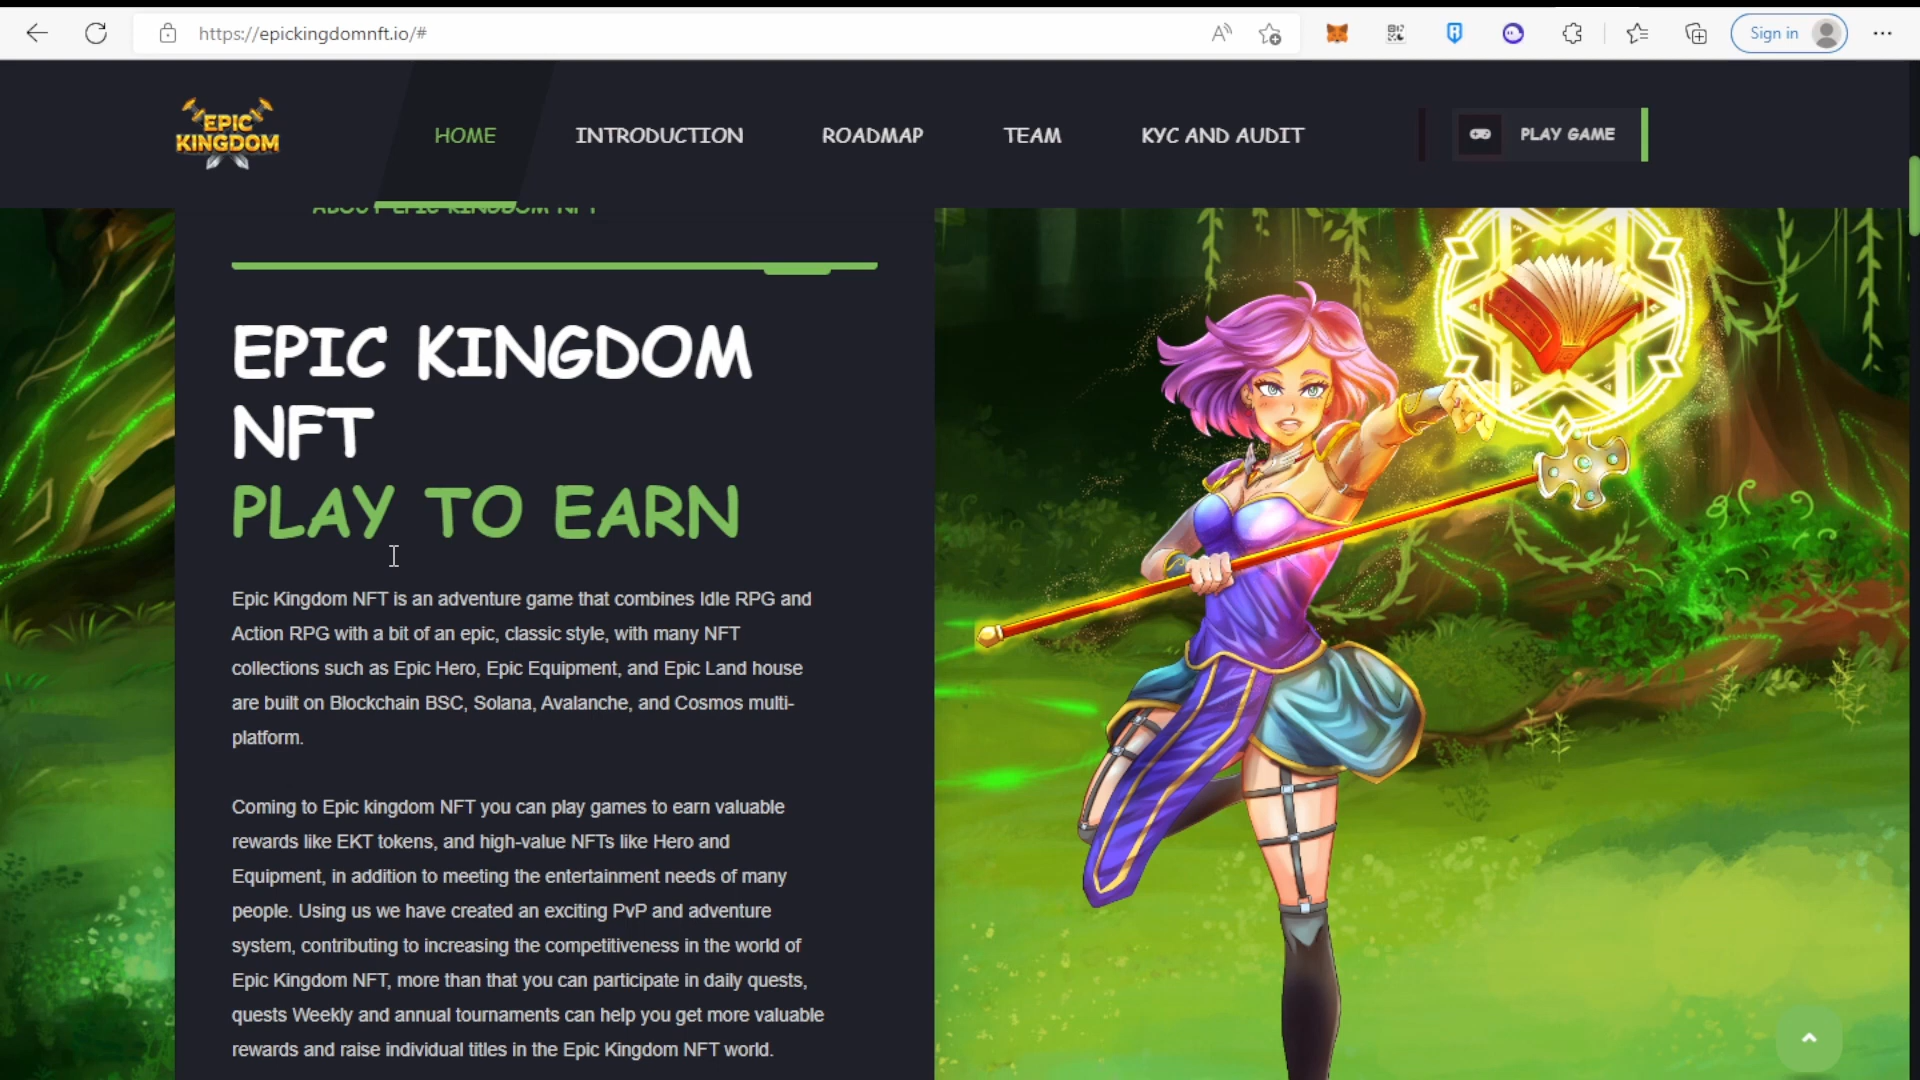 https://epickingdomnft.io/#
Sign in
EPIC
KINGDOM
HOME
INTRODUCTION
ROADMAP
TEAM
KYC AND AUDIT
PLAY GAME
ABOUT EPIC KINGDOM NFT
EPIC KINGDOM
NFT
PLAY TO EARN
Epic Kingdom NFT is an adventure game that combines Idle RPG and
Action RPG with a bit of an epic, classic style, with many NFT
collections such as Epic Hero, Epic Equipment, and Epic Land house
are built on Blockchain BSC, Solana, Avalanche, and Cosmos multi-
platform.
Coming to Epic kingdom NFT you can play games to earn valuable
rewards like EKT tokens, and high-value NFTs like Hero and
Equipment, in addition to meeting the entertainment needs of many
people. Using us we have created an exciting PvP and adventure
system, contributing to increasing the competitiveness in the world of
Epic Kingdom NFT, more than that you can participate in daily quests,
quests Weekly and annual tournaments can help you get more valuable
rewards and raise individual titles in the Epic Kingdom NFT world.